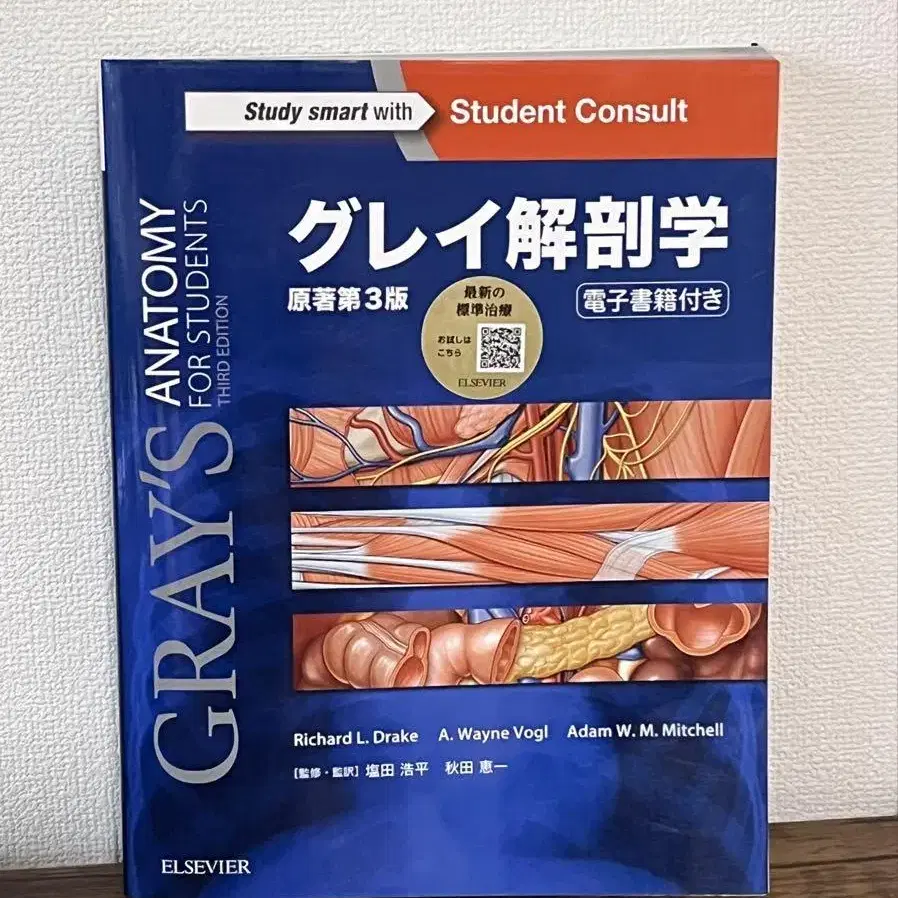 Study smart with Student Consult
GRAY'S
ANATOMY
FOR STUDENTS
THIRD EDITION
グレイ解剖学
原著第3版
電子書籍付き
最新の
標準治療
お試しは
こちら
ELSEVIER
Richard L. Drake A. Wayne Vogl Adam W. M. Mitchell
[監修・監訳] 塩田 浩平 秋田 恵一
ELSEVIER